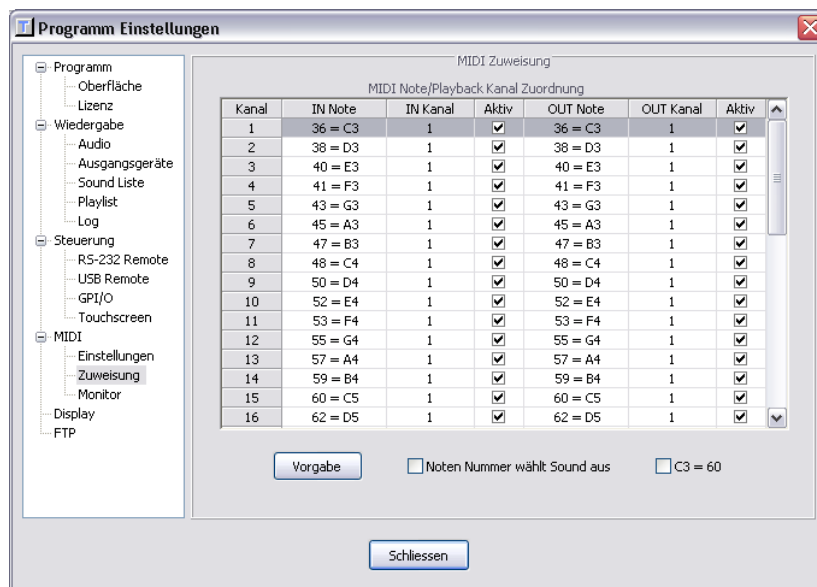 Programm Einstellungen
Programm
Oberfläche
Lizenz
Wiedergabe
Audio
Ausgangsgeräte
Sound Liste
Playlist
Log
Steuerung
RS-232 Remote
USB Remote
GPI/O
Touchscreen
MIDI
Einstellungen
Zuweisung
Monitor
Display
FTP
MIDI Zuweisung
MIDI Note/Playback Kanal Zuordnung
Kanal IN Note IN Kanal Aktiv OUT Note OUT Kanal Aktiv
1 36 = C3 1 36 = C3 1
2 38 = D3 1 38 = D3 1
3 40 = E3 1 40 = E3 1
4 41 = F3 1 41 = F3 1
5 43 = G3 1 43 = G3 1
6 45 = A3 1 45 = A3 1
7 47 = B3 1 47 = B3 1
8 48 = C4 1 48 = C4 1
9 50 = D4 1 50 = D4 1
10 52 = E4 1 52 = E4 1
11 53 = F4 1 53 = F4 1
12 55 = G4 1 55 = G4 1
13 57 = A4 1 57 = A4 1
14 59 = B4 1 59 = B4 1
15 60 = C5 1 60 = C5 1
16 62 = D5 1 62 = D5 1
Vorgabe Noten Nummer wählt Sound aus C3 = 60
Schliessen